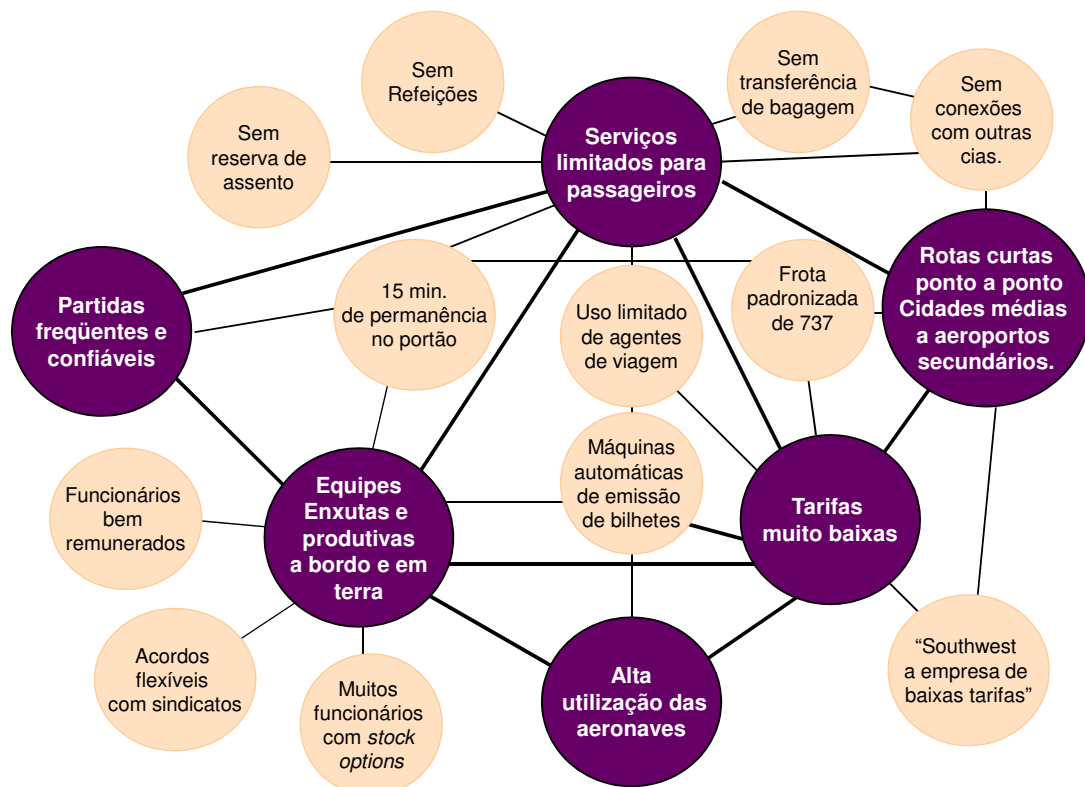 Sem
Refeições
Sem
transferência
de bagagem
Sem
conexões
com outras
cias.
Sem
reserva de
assento
Serviços
limitados para
passageiros
Partidas
freqüentes e
confiáveis
15 min.
de permanência
no portão
Uso limitado
de agentes
de viagem
Frota
padronizada
de 737
Rotas curtas
ponto a ponto
Cidades médias
a aeroportos
secundários.
Máquinas
automáticas
de emissão
de bilhetes
Funcionários
bem
remunerados
Equipes
Enxutas e
produtivas
a bordo e em
terra
Tarifas
muito baixas
Acordos
flexíveis
com sindicatos
Muitos
funcionários
com stock
options
Alta
utilização das
aeronaves
“Southwest
a empresa de
baixas tarifas”